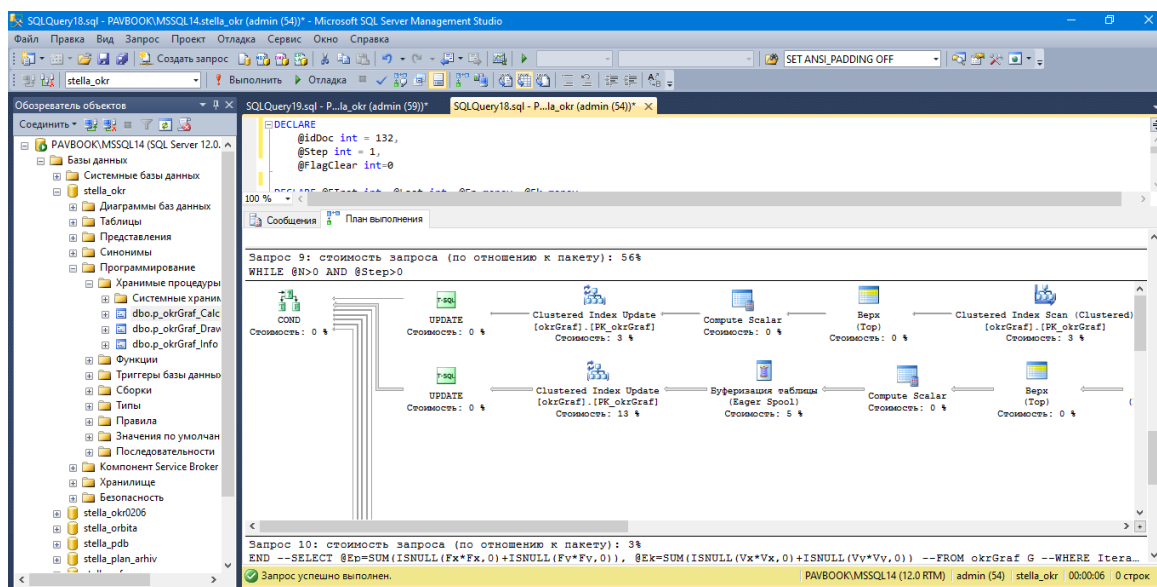 SQLQuery18.sql - PAVBOOK\MSSQL14.stella_okr (admin (54))* - Microsoft SQL Server Management Studio
Файл Правка Вид Запрос Проект Отладка Сервис Окно Справка
Создать запрос SET ANSI_PADDING OFF
stella_okr Выполнить Отладка
Обозреватель объектов
SQLQuery19.sql - P...la_okr (admin (59))* SQLQuery18.sql - P...la_okr (admin (54))*
Соединить
PAVBOOK\MSSQL14 (SQL Server 12.0.
Базы данных
Системные базы данных
stella_okr
Диаграммы баз данных
Таблицы
Представления
Синонимы
Программирование
Хранимые процедуры
Системные храним
dbo.p_okrGraf_Calc
dbo.p_okrGraf_Draw
dbo.p_okrGraf_Info
Функции
Триггеры базы данных
Сборки
Типы
Правила
Значения по умолчан
Последовательности
Компонент Service Broker
Хранилище
Безопасность
stella_okr0206
stella_orbita
stella_pdb
stella_plan_arhiv
DECLARE
@idDoc int = 132,
@Step int = 1,
@FlagClear int=0
100 %
Сообщения План выполнения
Запрос 9: стоимость запроса (по отношению к пакету): 56%
WHILE @N>0 AND @Step>0
COND
Стоимость: 0 %
T-SQL
UPDATE
Стоимость: 0 %
Clustered Index Update
[okrGraf].[PK_okrGraf]
Стоимость: 3 %
Compute Scalar
Стоимость: 0 %
Верх
(Top)
Стоимость: 0 %
Clustered Index Scan (Clustered)
[okrGraf].[PK_okrGraf]
Стоимость: 3 %
T-SQL
UPDATE
Стоимость: 0 %
Clustered Index Update
[okrGraf].[PK_okrGraf]
Стоимость: 13 %
Буферизация таблицы
(Eager Spool)
Стоимость: 5 %
Compute Scalar
Стоимость: 0 %
Верх
(Top)
Стоимость: 0 %
Запрос 10: стоимость запроса (по отношению к пакету): 3%
END --SELECT @Ep=SUM(ISNULL(Fx*Fx,0)+ISNULL(Fy*Fy,0)), @Ek=SUM(ISNULL(Vx*Vx,0)+ISNULL(Vy*Vy,0)) --FROM okrGraf G --WHERE Itera...
Запрос успешно выполнен. PAVBOOK\MSSQL14 (12.0 RTM) admin (54) stella_okr 00:00:06 0 строк